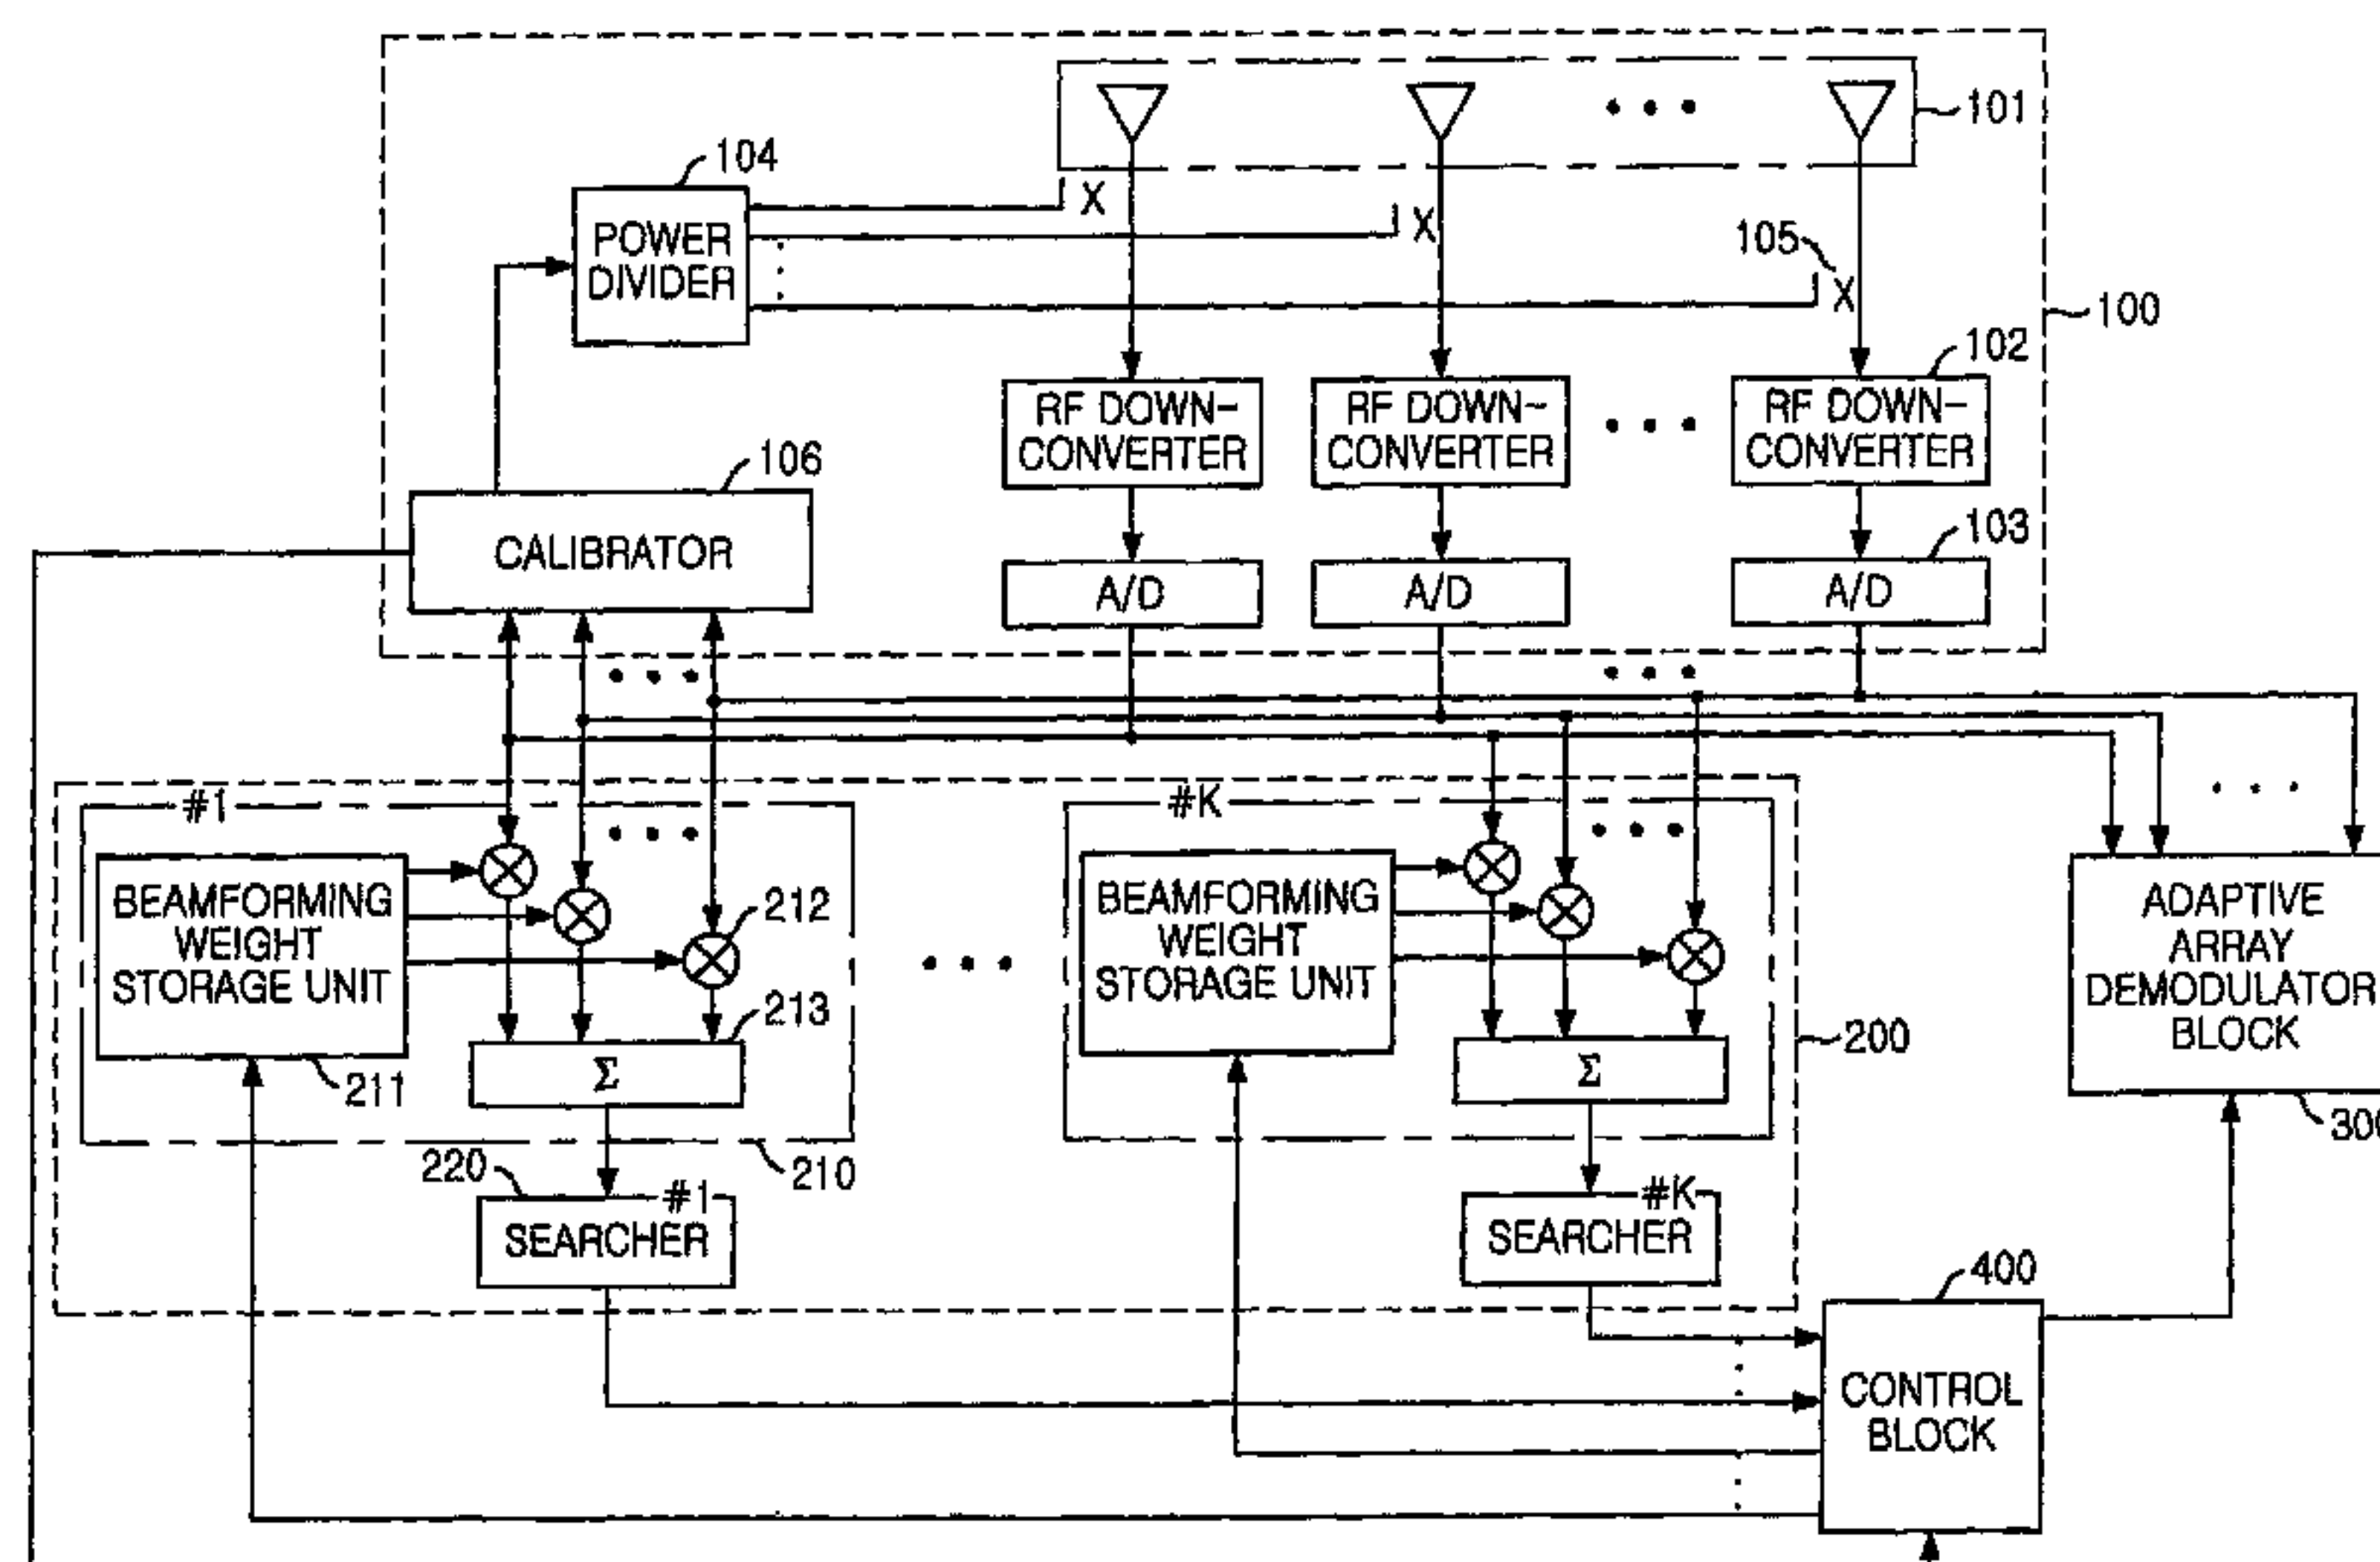 101
104
X
POWER
DIVIDER
X
105
X
100
102
RF DOWN-
CONVERTER
RF DOWN-
CONVERTER
RF DOWN-
CONVERTER
106
CALIBRATOR
103
A/D
A/D
A/D
#1
#K
BEAMFORMING
WEIGHT
STORAGE UNIT
212
BEAMFORMING
WEIGHT
STORAGE UNIT
ADAPTIVE
ARRAY
DEMODULATOR
BLOCK
213
200
Σ
211
Σ
300
220
210
#1
SEARCHER
#K
SEARCHER
400
CONTROL
BLOCK